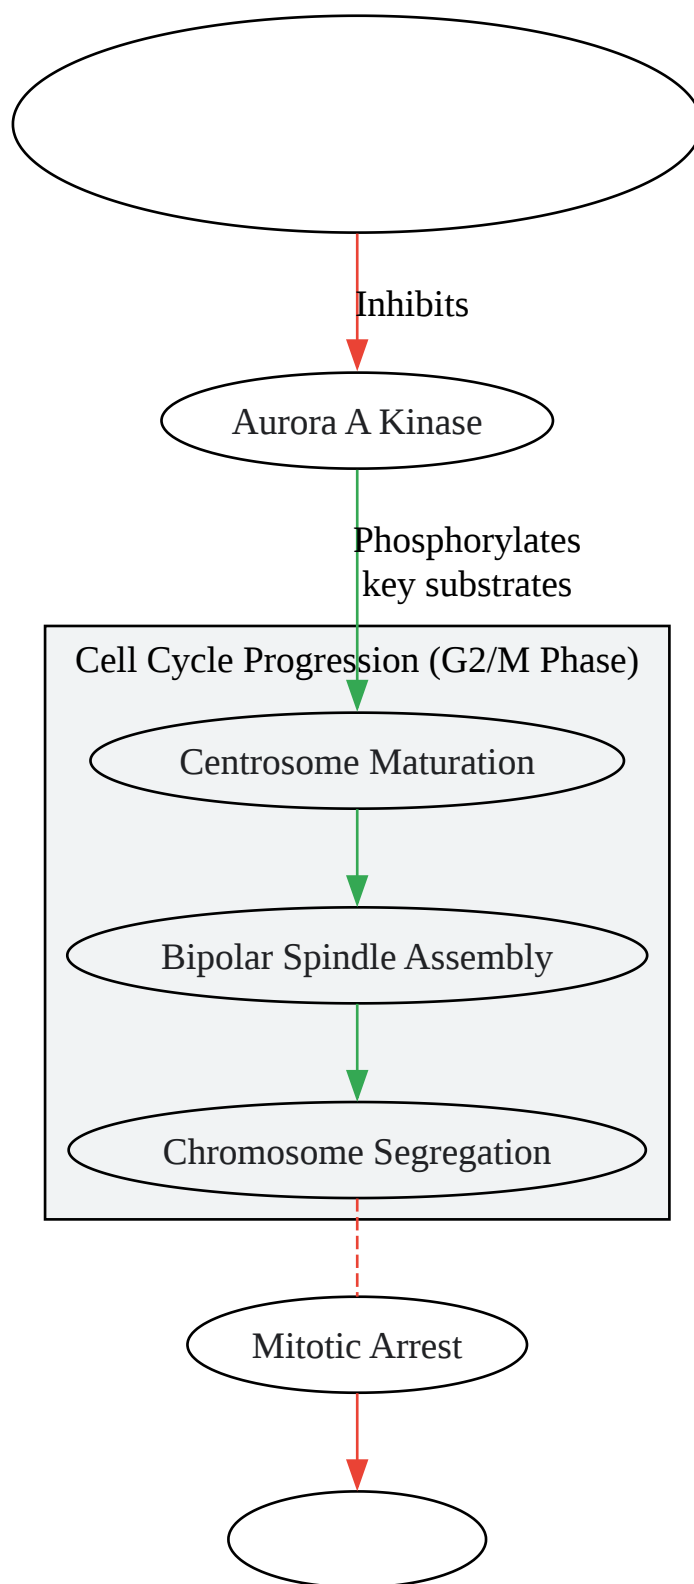 Inhibits
Aurora A Kinase
Phosphorylates
key substrates
Cell Cycle Progression (G2/M Phase)
Centrosome Maturation
Bipolar Spindle Assembly
Chromosome Segregation
Mitotic Arrest